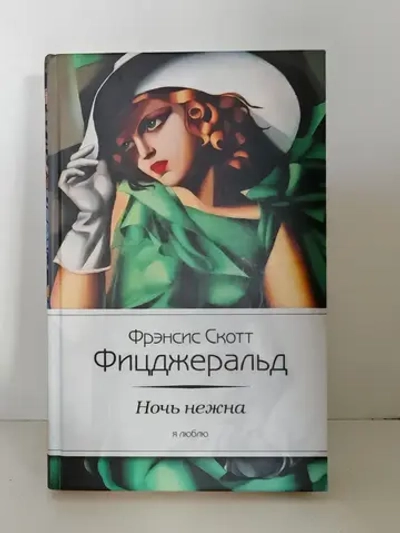 Фрэнсис Скотт
Фицджеральд
Ночь нежна
я люблю